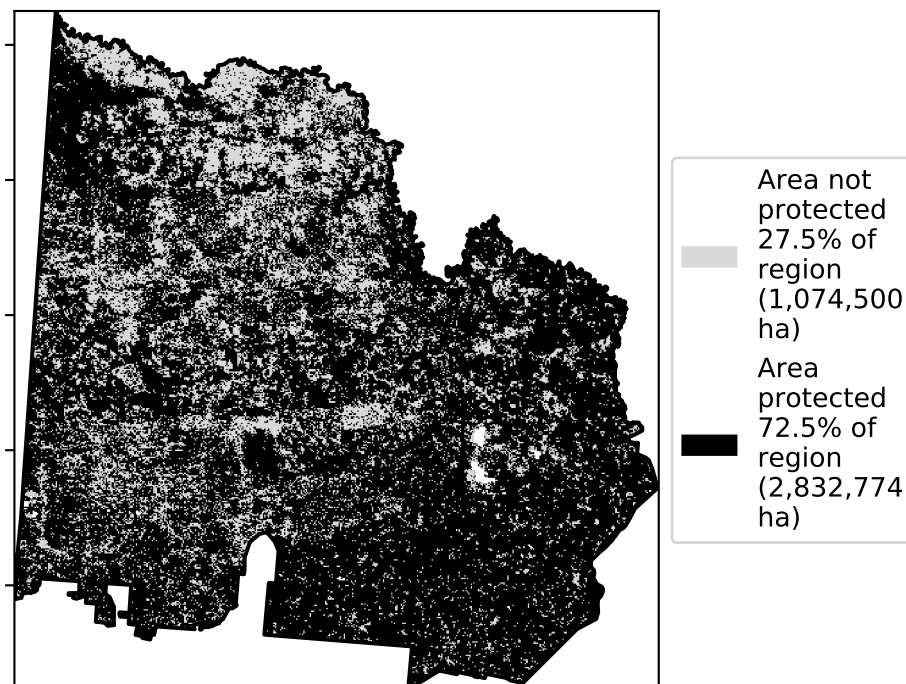 Area not
protected
27.5% of
region
(1,074,500
ha)
Area
protected
72.5% of
region
(2,832,774
ha)